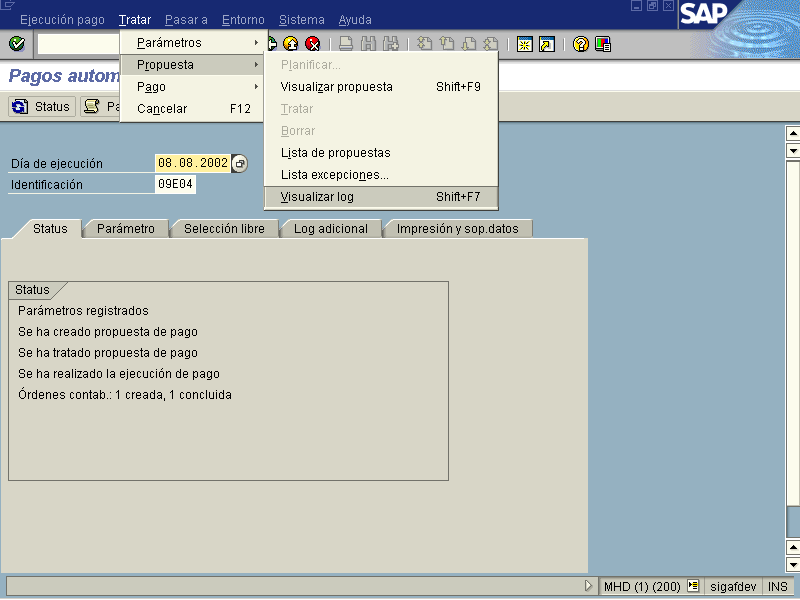 Ejecución pago Tratar Pasar a Entorno Sistema Ayuda
SAP
Parámetros
Propuesta
Pago
Cancelar F12
Planificar...
Visualizar propuesta Shift+F9
Tratar
Borrar
Lista de propuestas
Lista excepciones...
Visualizar log Shift+F7
Pagos autom
Status Pa
Día de ejecución 08.08.2002
Identificación 09E04
Status Parámetro Selección libre Log adicional Impresión y sop.datos
Status
Parámetros registrados
Se ha creado propuesta de pago
Se ha tratado propuesta de pago
Se ha realizado la ejecución de pago
Órdenes contab.: 1 creada, 1 concluida
MHD (1) (200) sigafdev INS